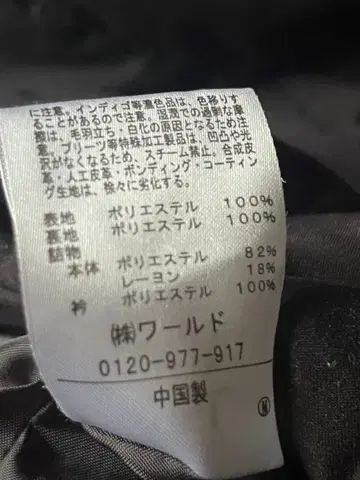 に注意。インディゴ等濃色品は、色移りす
ることがあるので注意。湿潤での過剰な摩
擦は、毛羽立ち・白化の原因となるため注
意。プリーツ等特殊加工製品は、凹凸や光
沢がなくなるため、スチーム禁止。合成皮
革・人工皮革・ボンディング・コーティン
グ生地は、徐々に劣化する。
表地 ポリエステル 100%
裏地 ポリエステル 100%
詰物
本体 ポリエステル 82%
レーヨン 18%
衿 ポリエステル 100%
㈱ワールド
0120-977-917
中国製
M